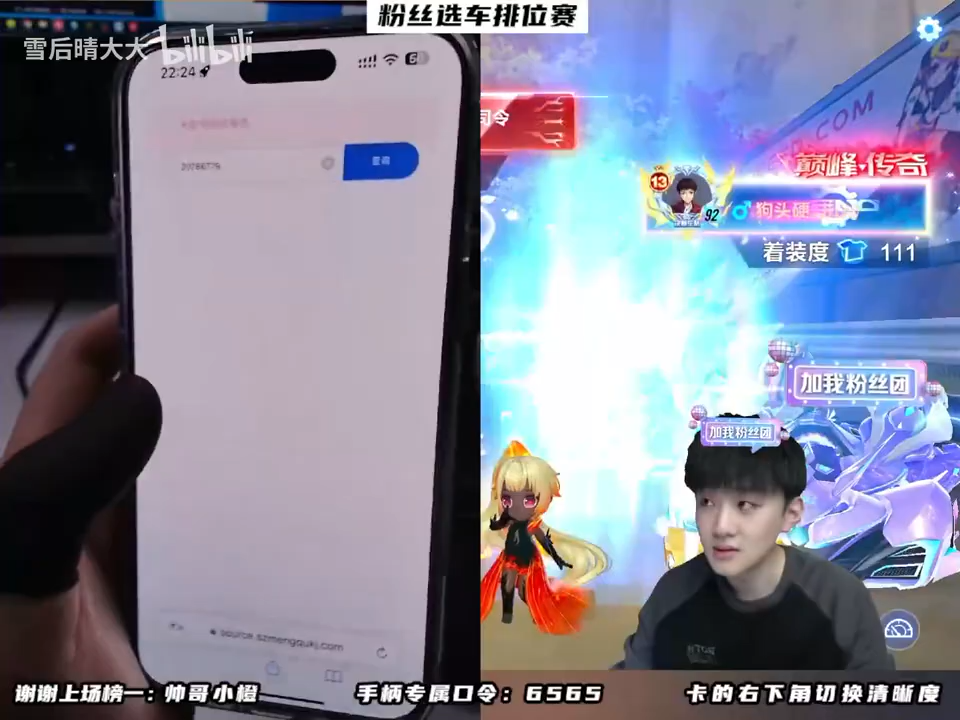 粉丝选车排位赛
雪后晴大大 bilibili
22:24
20766779
查询
source.szmengqukj.com
司令
巅峰·传奇
13
92
狗头硬
着装度 111
加我粉丝团
加我粉丝团
谢谢上场榜一：帅哥小橙 手柄专属口令：6565 卡的右下角切换清晰度